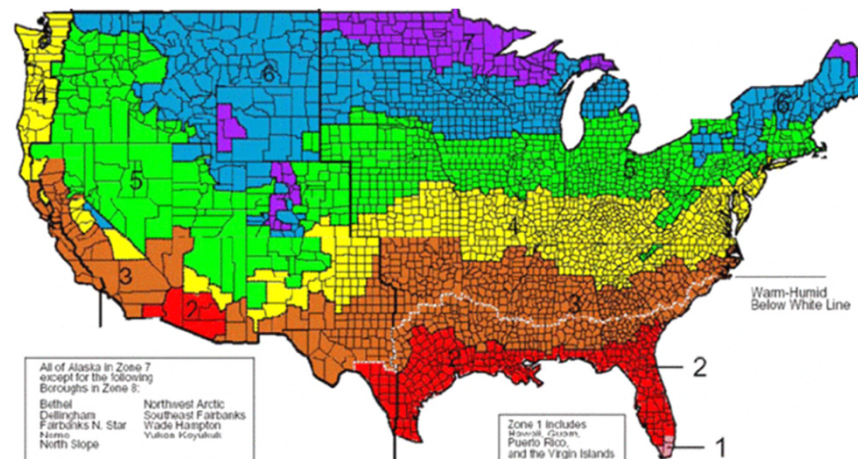 7
6
6
4
5
5
4
3
3
2
2
Warm-Humid
Below White Line
2
1
All of Alaska in Zone 7
except for the following
Boroughs in Zone 8:
Bethel Northwest Arctic
Dellingham Southeast Fairbanks
Fairbanks N. Star Wade Hampton
Nome Yukon Koyukuk
North Slope
Zone 1 includes
Hawaii, Guam,
Puerto Rico,
and the Virgin Islands